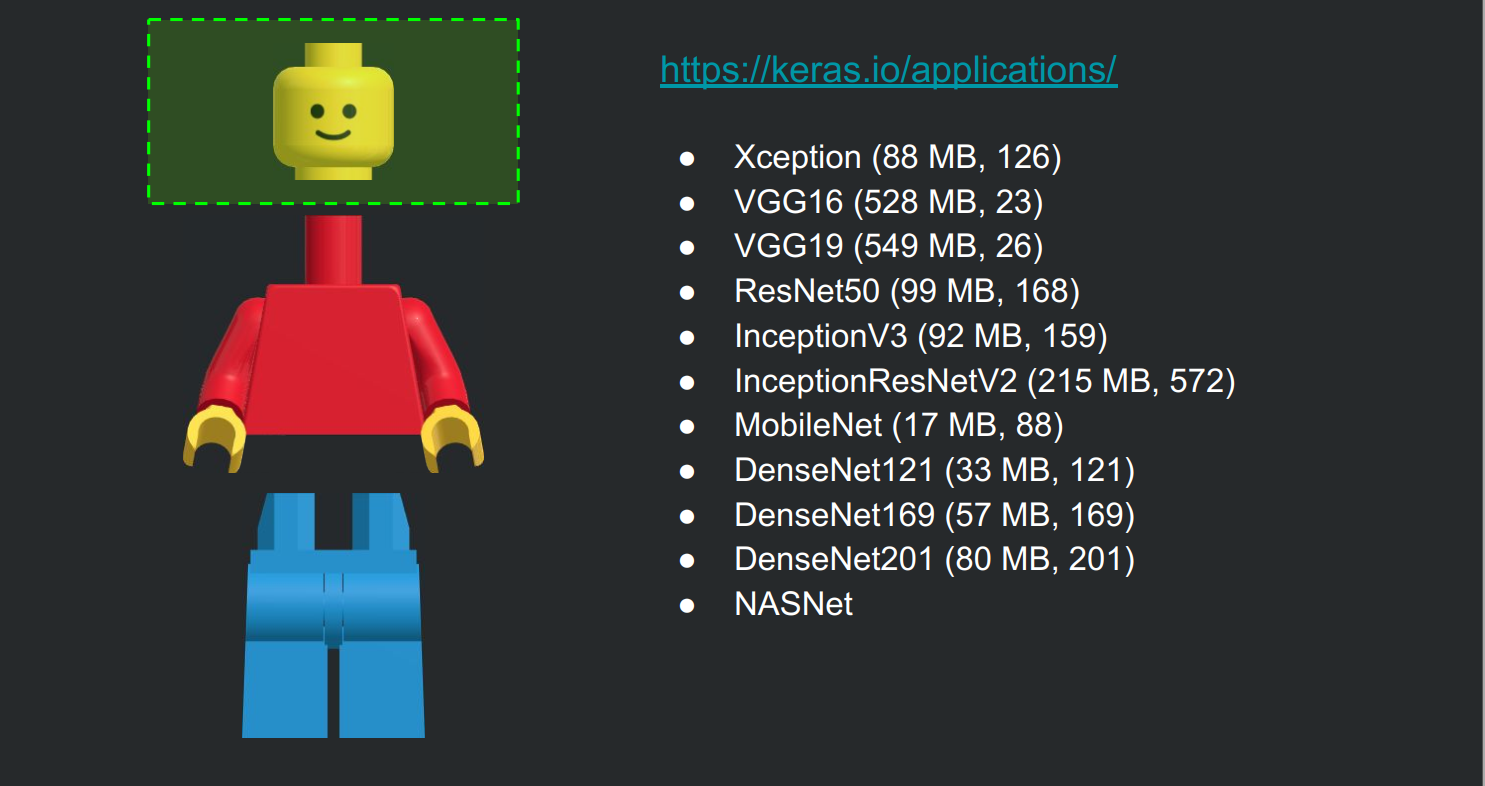 https://keras.io/applications/
● Xception (88 MB, 126)
● VGG16 (528 MB, 23)
● VGG19 (549 MB, 26)
● ResNet50 (99 MB, 168)
● InceptionV3 (92 MB, 159)
● InceptionResNetV2 (215 MB, 572)
● MobileNet (17 MB, 88)
● DenseNet121 (33 MB, 121)
● DenseNet169 (57 MB, 169)
● DenseNet201 (80 MB, 201)
● NASNet